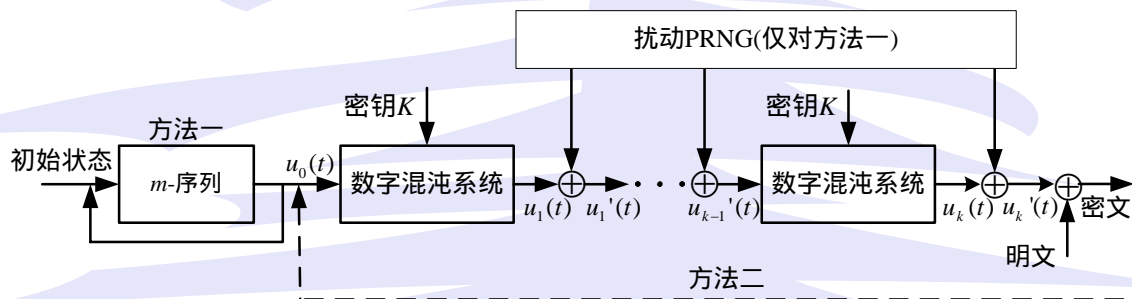 扰动PRNG(仅对方法一)
密钥K
密钥K
方法一
初始状态
m-序列
u₀(t)
数字混沌系统
u₁(t)
u₁'(t)
· · ·
uₖ₋₁'(t)
数字混沌系统
uₖ(t)
uₖ'(t)
密文
明文
方法二